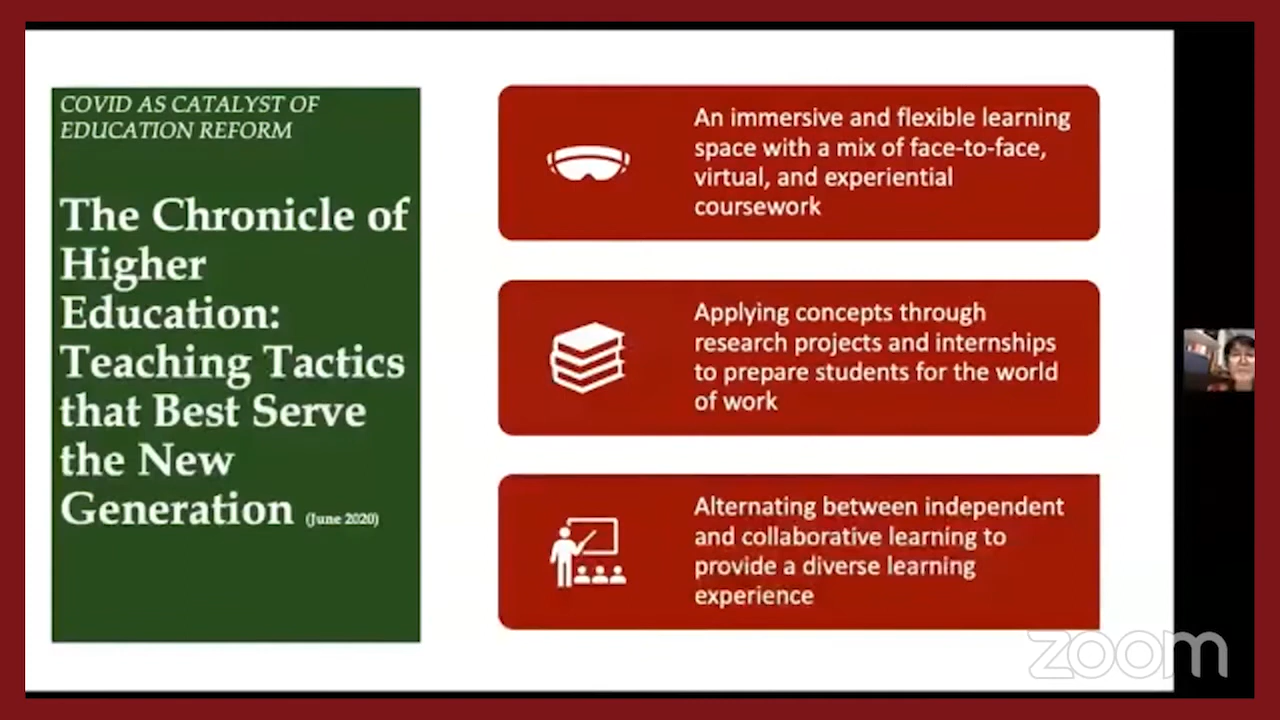 COVID AS CATALYST OF
EDUCATION REFORM
The Chronicle of
Higher
Education:
Teaching Tactics
that Best Serve
the New
Generation (June 2020)
An immersive and flexible learning
space with a mix of face-to-face,
virtual, and experiential
coursework
Applying concepts through
research projects and internships
to prepare students for the world
of work
Alternating between independent
and collaborative learning to
provide a diverse learning
experience
zoom